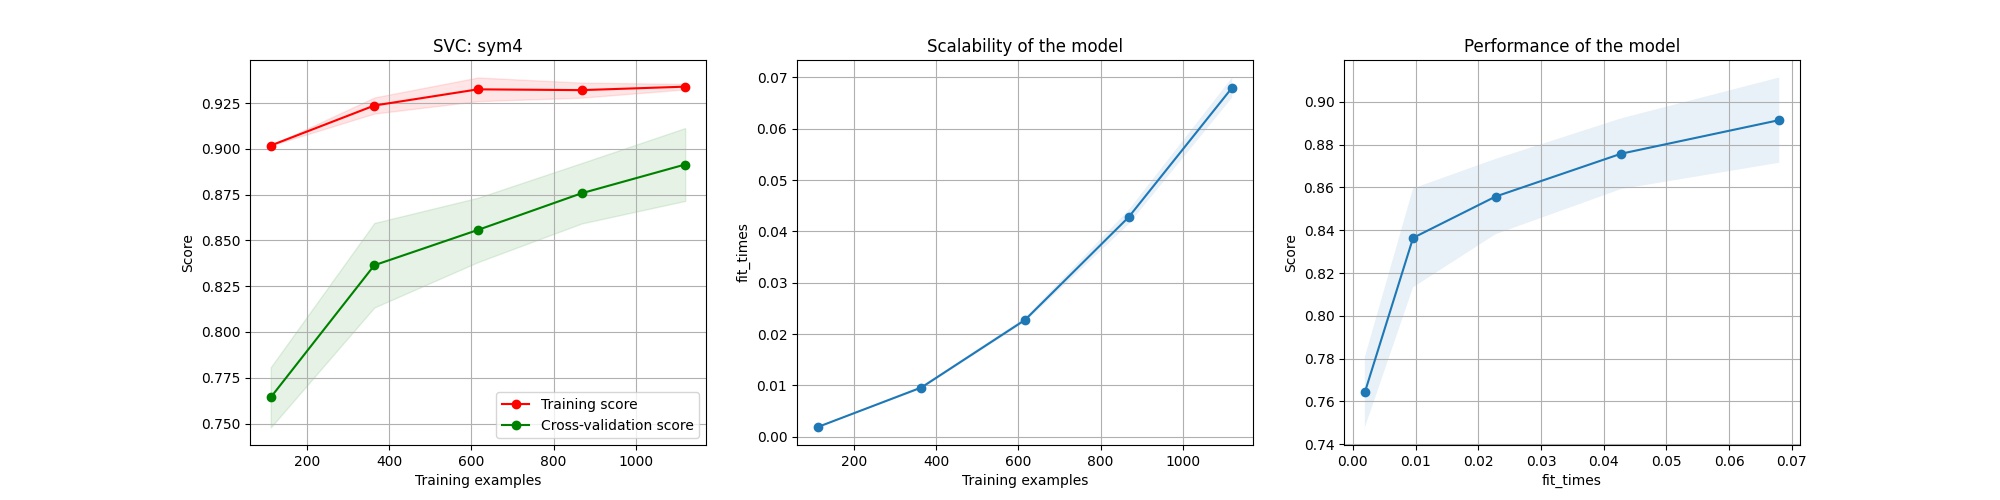 SVC: sym4
0.925
0.900
0.875
0.850
0.825
0.800
0.775
0.750
Score
200 400 600 800 1000
Training examples
Training score
Cross-validation score
Scalability of the model
0.07
0.06
0.05
0.04
0.03
0.02
0.01
0.00
fit_times
200 400 600 800 1000
Training examples
Performance of the model
0.90
0.88
0.86
0.84
0.82
0.80
0.78
0.76
0.74
Score
0.00 0.01 0.02 0.03 0.04 0.05 0.06 0.07
fit_times